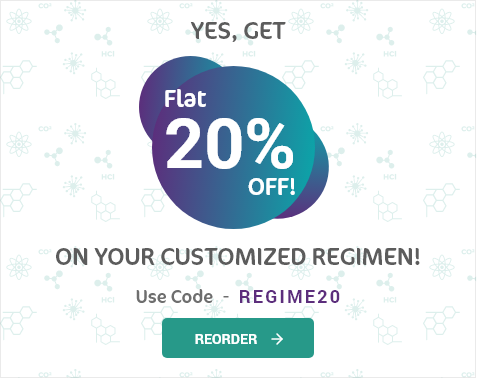 YES, GET
Flat
20%
OFF!
ON YOUR CUSTOMIZED REGIMEN!
Use Code - REGIME20
REORDER →